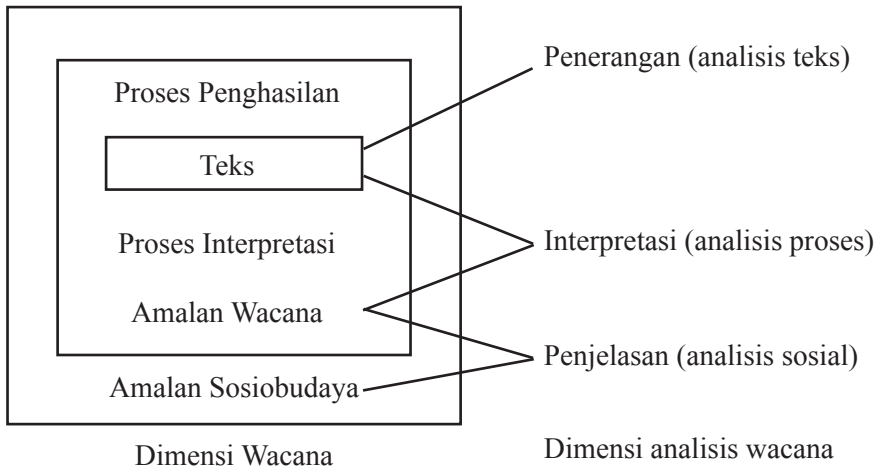 Penerangan (analisis teks)
Proses Penghasilan
Teks
Proses Interpretasi
Interpretasi (analisis proses)
Amalan Wacana
Penjelasan (analisis sosial)
Amalan Sosiobudaya
Dimensi Wacana
Dimensi analisis wacana